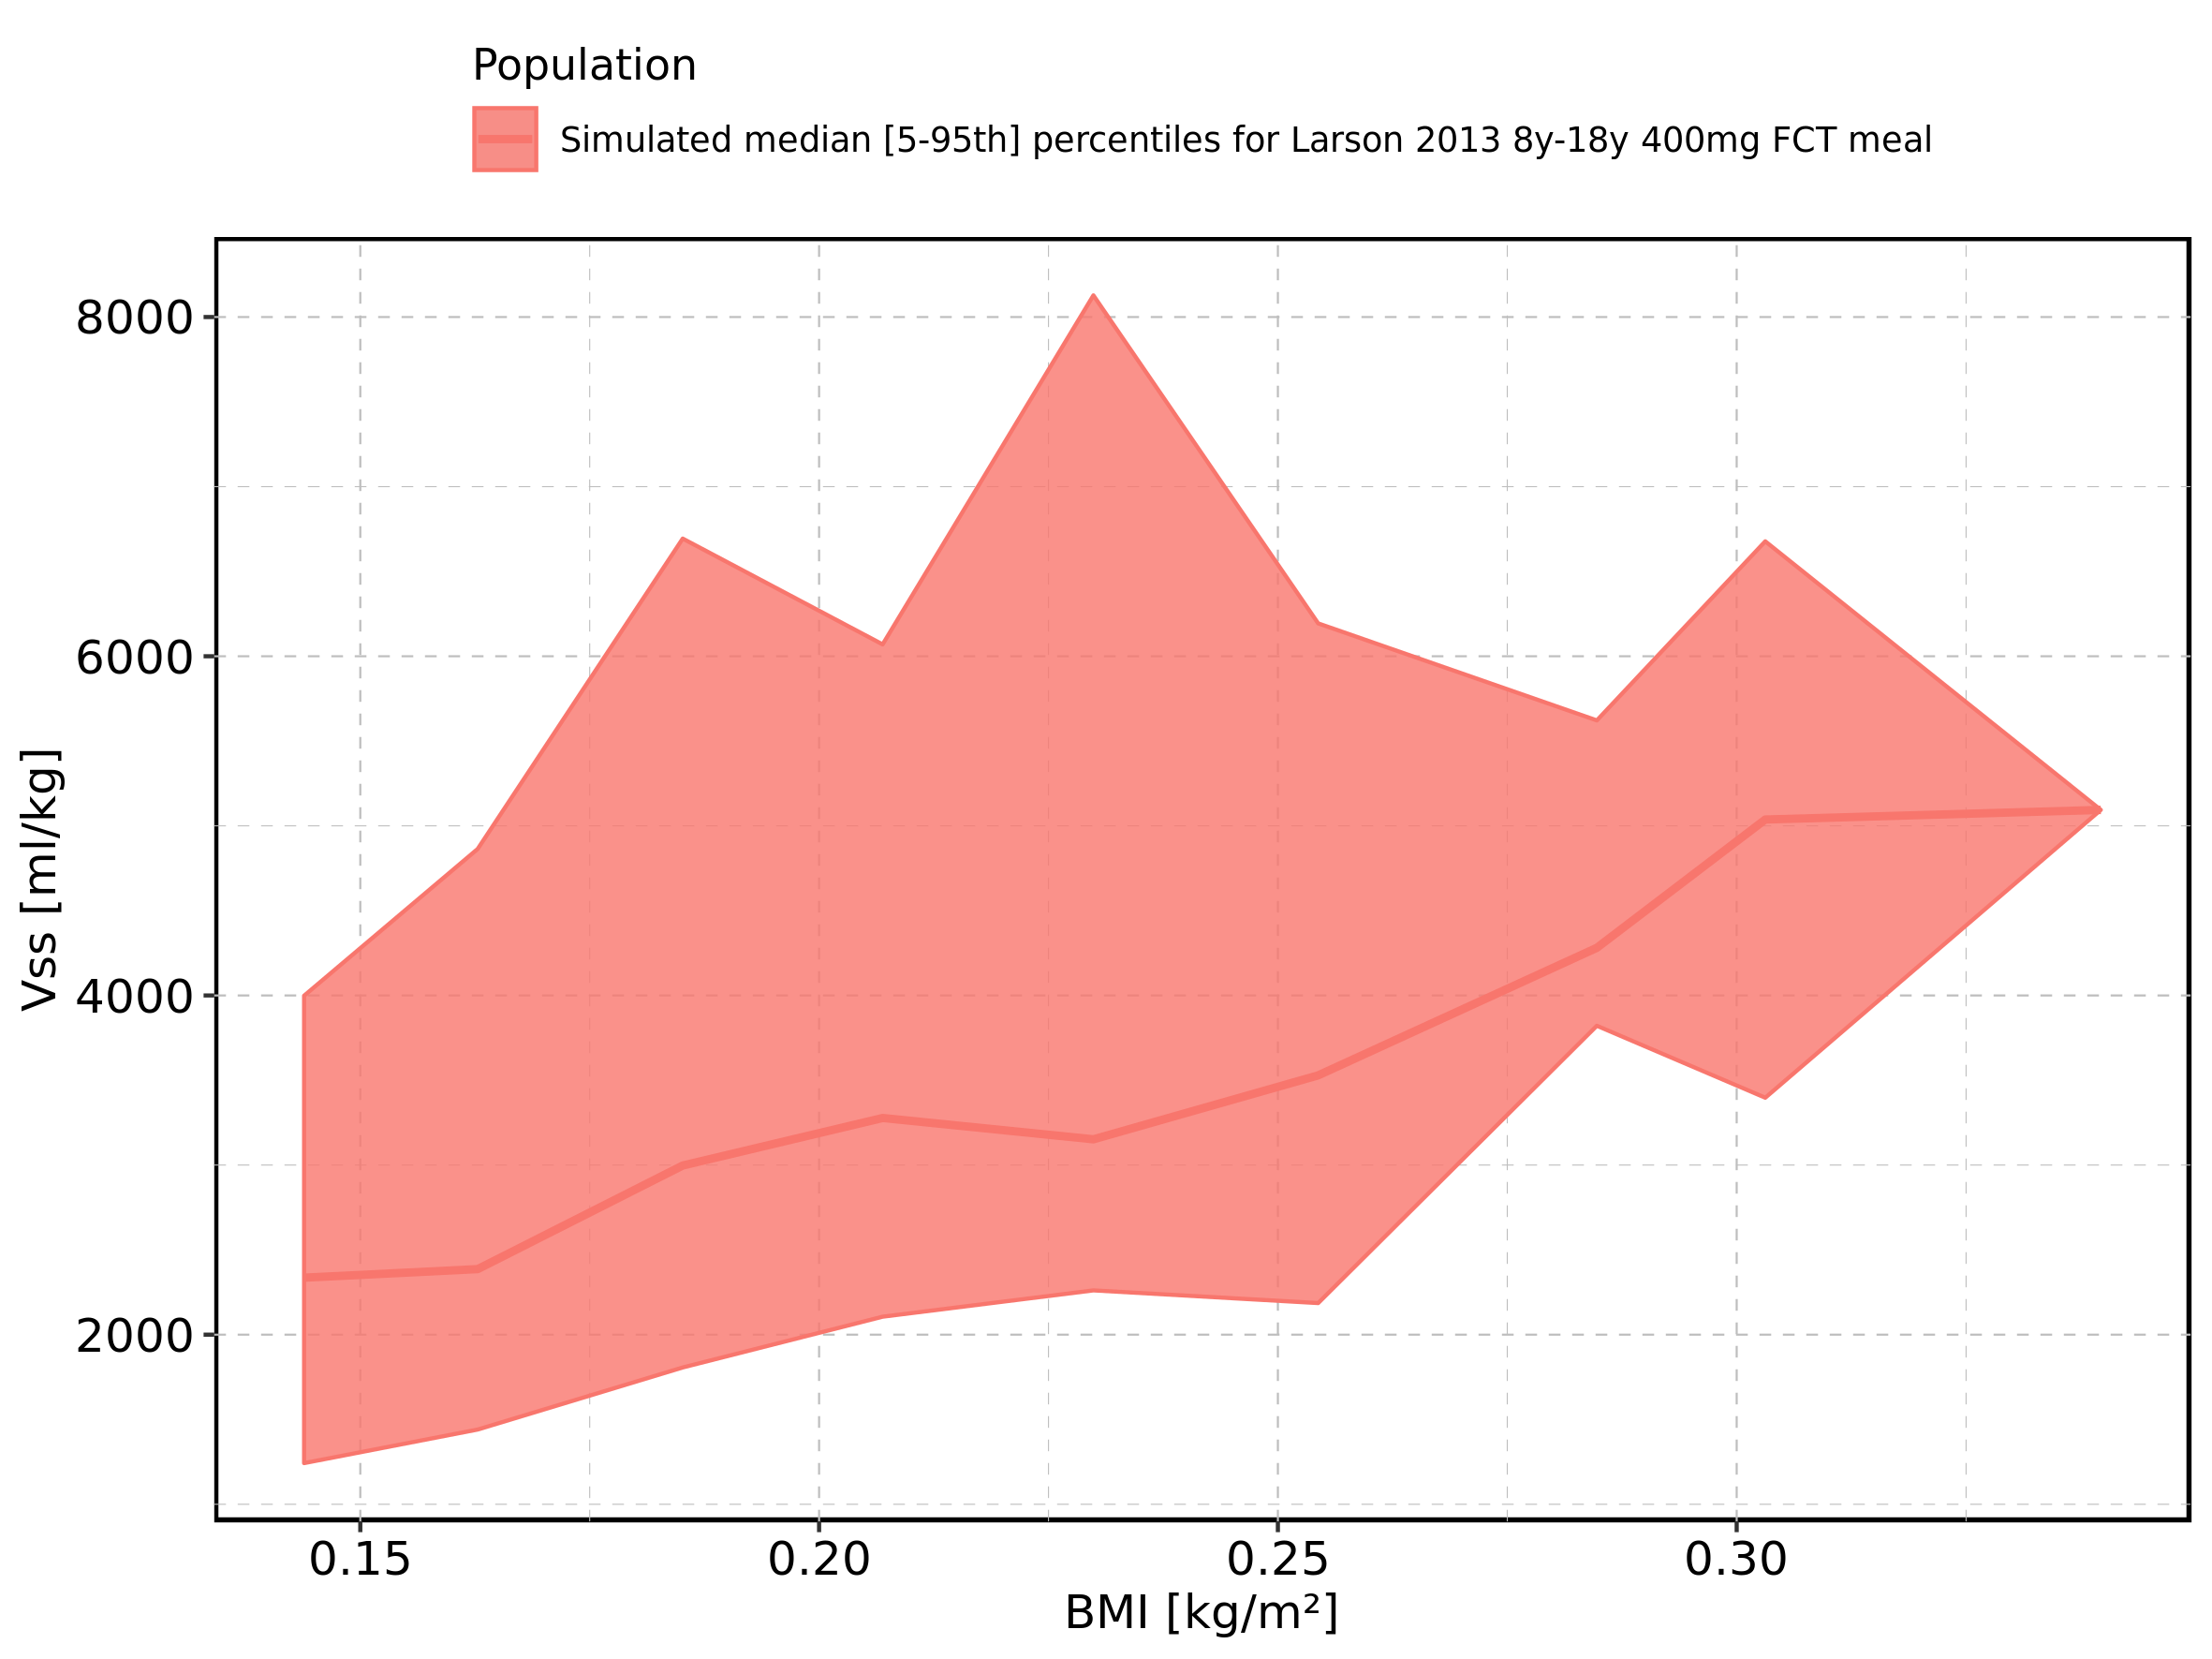 Population
Simulated median [5-95th] percentiles for Larson 2013 8y-18y 400mg FCT meal
8000
6000
4000
2000
Vss [ml/kg]
0.15 0.20 0.25 0.30
BMI [kg/m²]